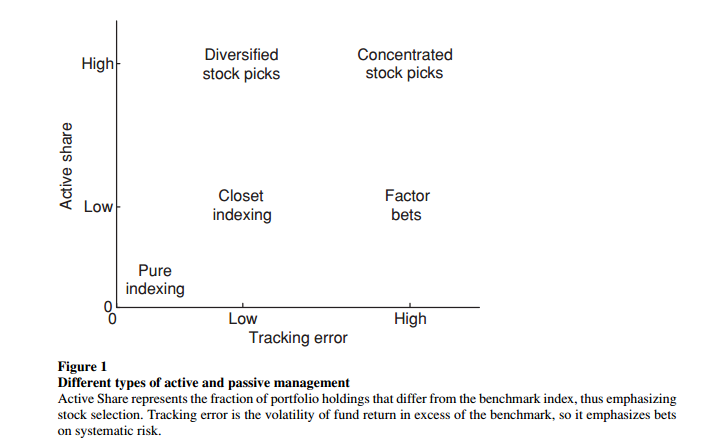 High
Diversified
stock picks
Concentrated
stock picks
Active share
Low
Closet
indexing
Factor
bets
Pure
indexing
0
0
Low
High
Tracking error
Figure 1
Different types of active and passive management
Active Share represents the fraction of portfolio holdings that differ from the benchmark index, thus emphasizing
stock selection. Tracking error is the volatility of fund return in excess of the benchmark, so it emphasizes bets
on systematic risk.